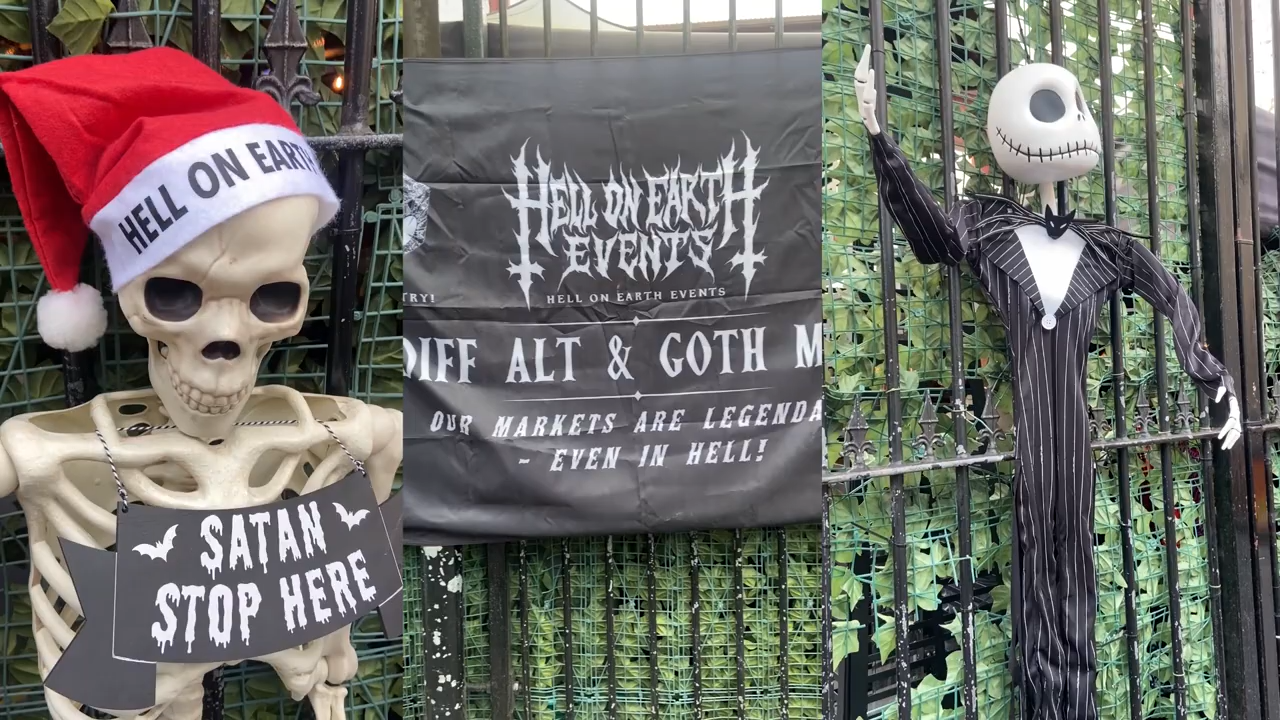 HELL ON EARTH
SATAN
STOP HERE
HELL ON EARTH
EVENTS
TRY!
HELL ON EARTH EVENTS
DIFF ALT & GOTH M
OUR MARKETS ARE LEGENDA
~ EVEN IN HELL!